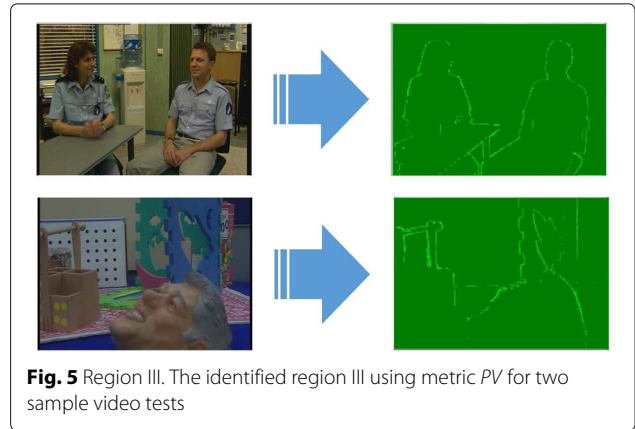 Fig. 5 Region III. The identified region III using metric PV for two
sample video tests